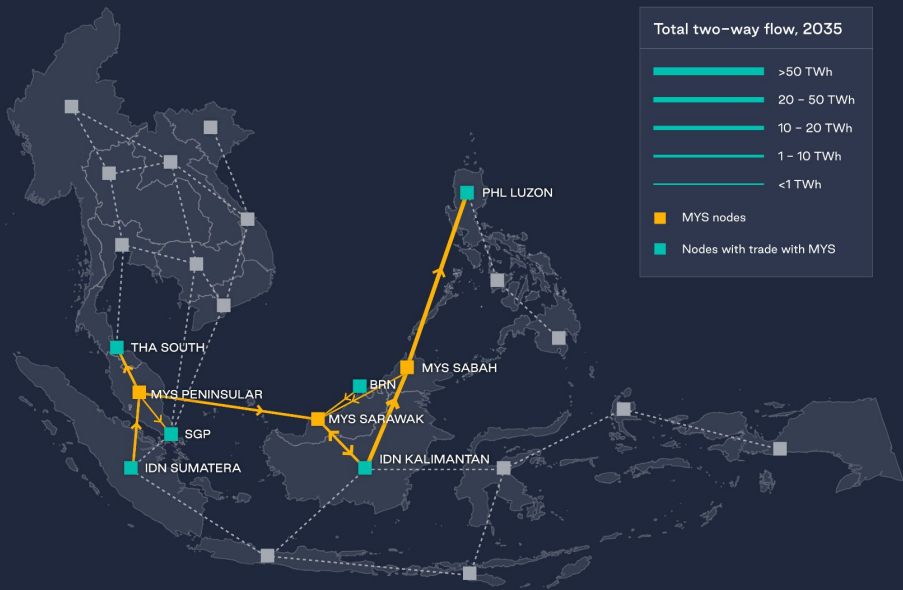 Total two-way flow, 2035
>50 TWh
20 – 50 TWh
10 – 20 TWh
1 – 10 TWh
<1 TWh
MYS nodes
Nodes with trade with MYS
PHL LUZON
THA SOUTH
MYS SABAH
BRN
MYS PENINSULAR
MYS SARAWAK
SGP
IDN KALIMANTAN
IDN SUMATERA